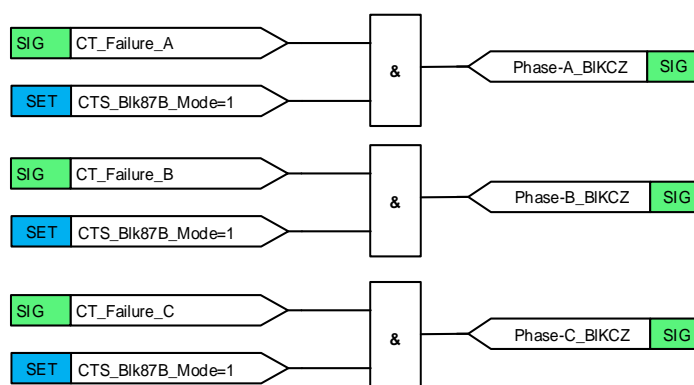 SIG CT_Failure_A
SET CTS_Blk87B_Mode=1
&
Phase-A_BlKCZ SIG
SIG CT_Failure_B
SET CTS_Blk87B_Mode=1
&
Phase-B_BlKCZ SIG
SIG CT_Failure_C
SET CTS_Blk87B_Mode=1
&
Phase-C_BlKCZ SIG